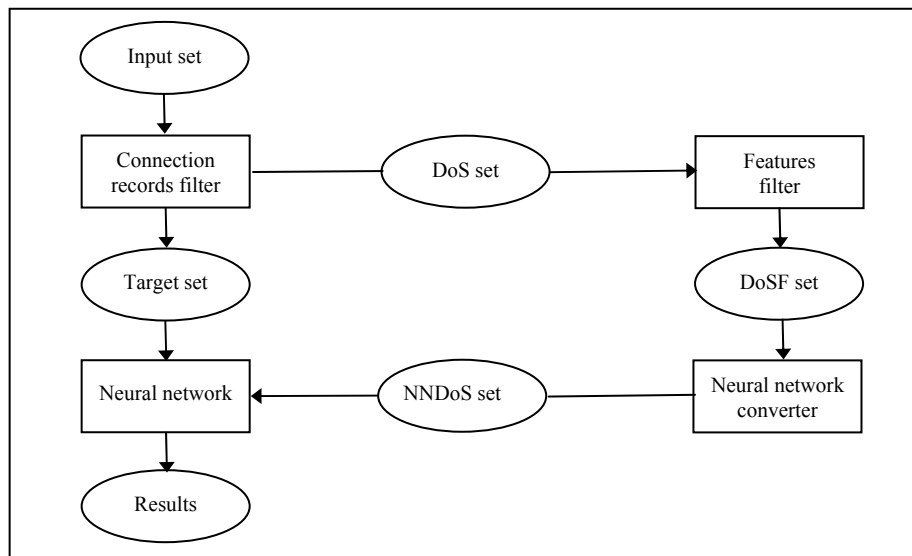 Input set
Connection
records filter
DoS set
Features
filter
Target set
DoSF set
Neural network
NNDoS set
Neural network
converter
Results